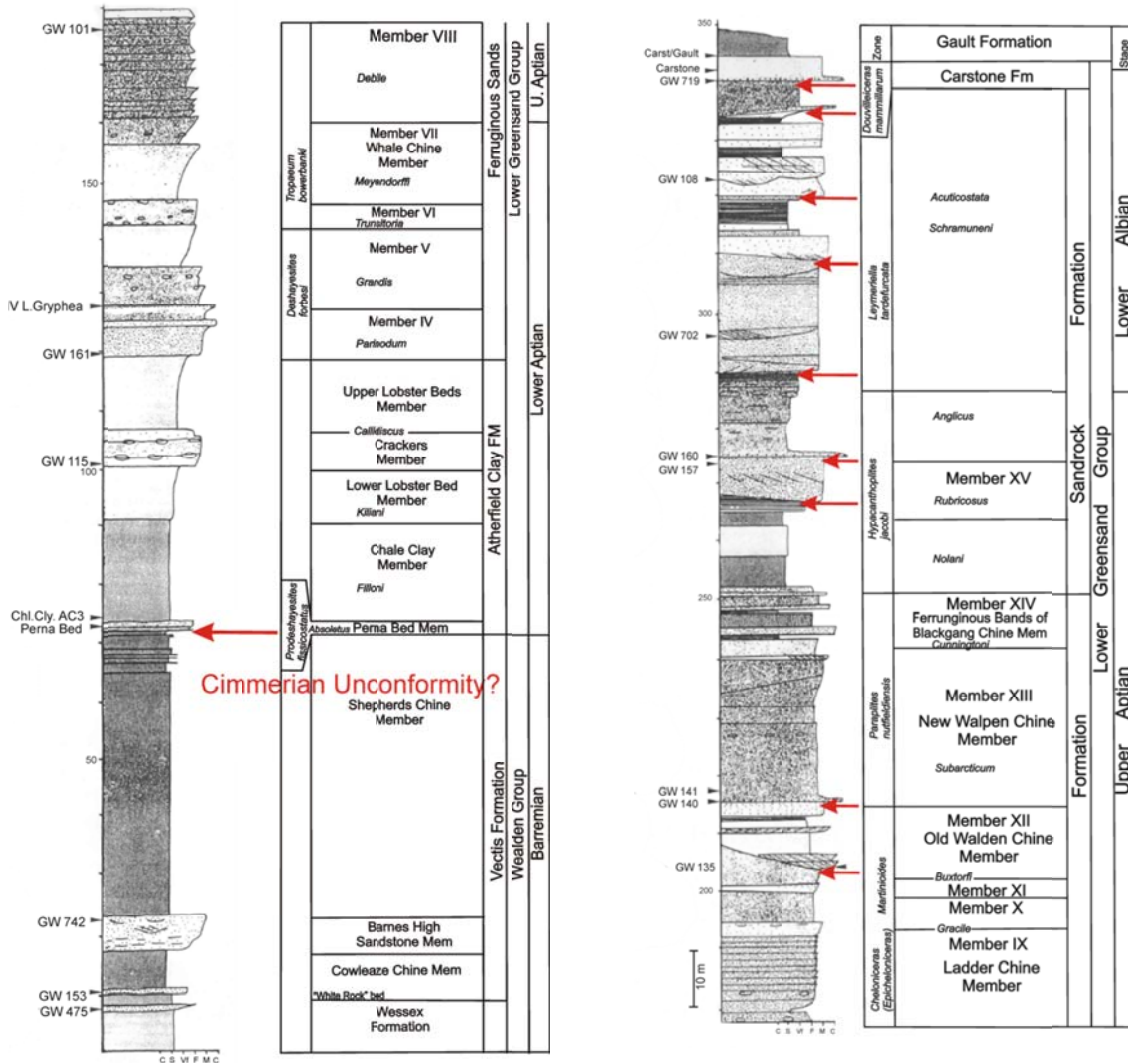 GW 101
150
IV L.Gryphea
GW 161
GW 115
100
Chl.Cly. AC3
Perna Bed
50
GW 742
GW 153
GW 475
C S Vf F M C
Tropaeum
bowerbanki
Deshayesites
forbesi
Prodeshayesites
fissicostatus
Member VIII
Deble
Member VII
Whale Chine
Member
Meyendorffi
Member VI
Transitoria
Member V
Grandis
Member IV
Parinodum
Upper Lobster Beds
Member
Callidiscus
Crackers
Member
Lower Lobster Bed
Member
Kiliani
Chale Clay
Member
Filloni
Absoletus Perna Bed Mem
Cimmerian Unconformity?
Shepherds Chine
Member
Barnes High
Sandstone Mem
Cowleaze Chine Mem
"White Rock" bed
Wessex
Formation
Ferruginous Sands
Atherfield Clay FM
Vectis Formation
Lower Greensand Group
Wealden Group
U. Aptian
Lower Aptian
Barremian
350
Carst/Gault
Carstone
GW 719
GW 108
300
GW 702
GW 160
GW 157
250
GW 141
GW 140
GW 135
200
10 m
C S Vf F M C
Zone
Douvilleiceras
mammillarum
Leymeriella
tardefurcata
Hypacanthoplites
jacobi
Paraplites
nutfieldiensis
Martinioides
Cheloniceras
(Epicheloniceras)
Gault Formation
Carstone Fm
Acuticostata
Schramuneni
Anglicus
Member XV
Rubricosus
Nolani
Member XIV
Ferrunginous Bands of
Blackgang Chine Mem
Cunningtoni
Member XIII
New Walpen Chine
Member
Subarcticum
Member XII
Old Walden Chine
Member
Buxtorfi
Member XI
Member X
Gracile
Member IX
Ladder Chine
Member
Sandrock Formation
Formation
Lower Greensand Group
Stage
Lower Albian
Upper Aptian